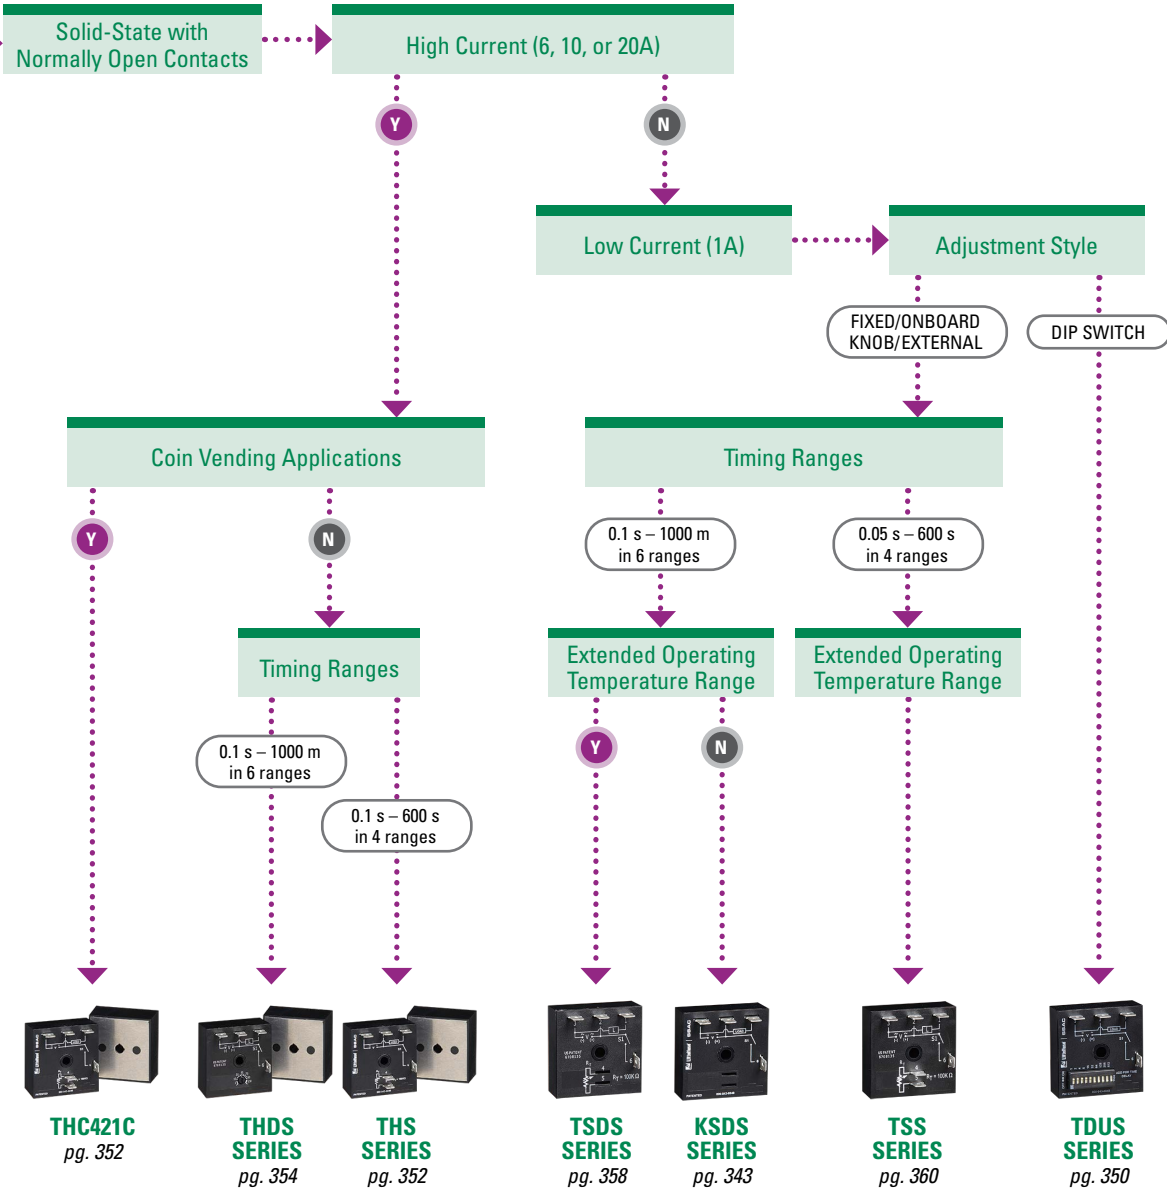 Solid-State with
Normally Open Contacts
High Current (6, 10, or 20A)
Y
N
Low Current (1A)
Adjustment Style
FIXED/ONBOARD
KNOB/EXTERNAL
DIP SWITCH
Coin Vending Applications
Timing Ranges
Y
N
0.1 s – 1000 m
in 6 ranges
0.05 s – 600 s
in 4 ranges
Timing Ranges
Extended Operating
Temperature Range
Extended Operating
Temperature Range
0.1 s – 1000 m
in 6 ranges
Y
N
0.1 s – 600 s
in 4 ranges
THC421C
pg. 352
THDS
SERIES
pg. 354
THS
SERIES
pg. 352
TSDS
SERIES
pg. 358
KSDS
SERIES
pg. 343
TSS
SERIES
pg. 360
TDUS
SERIES
pg. 350